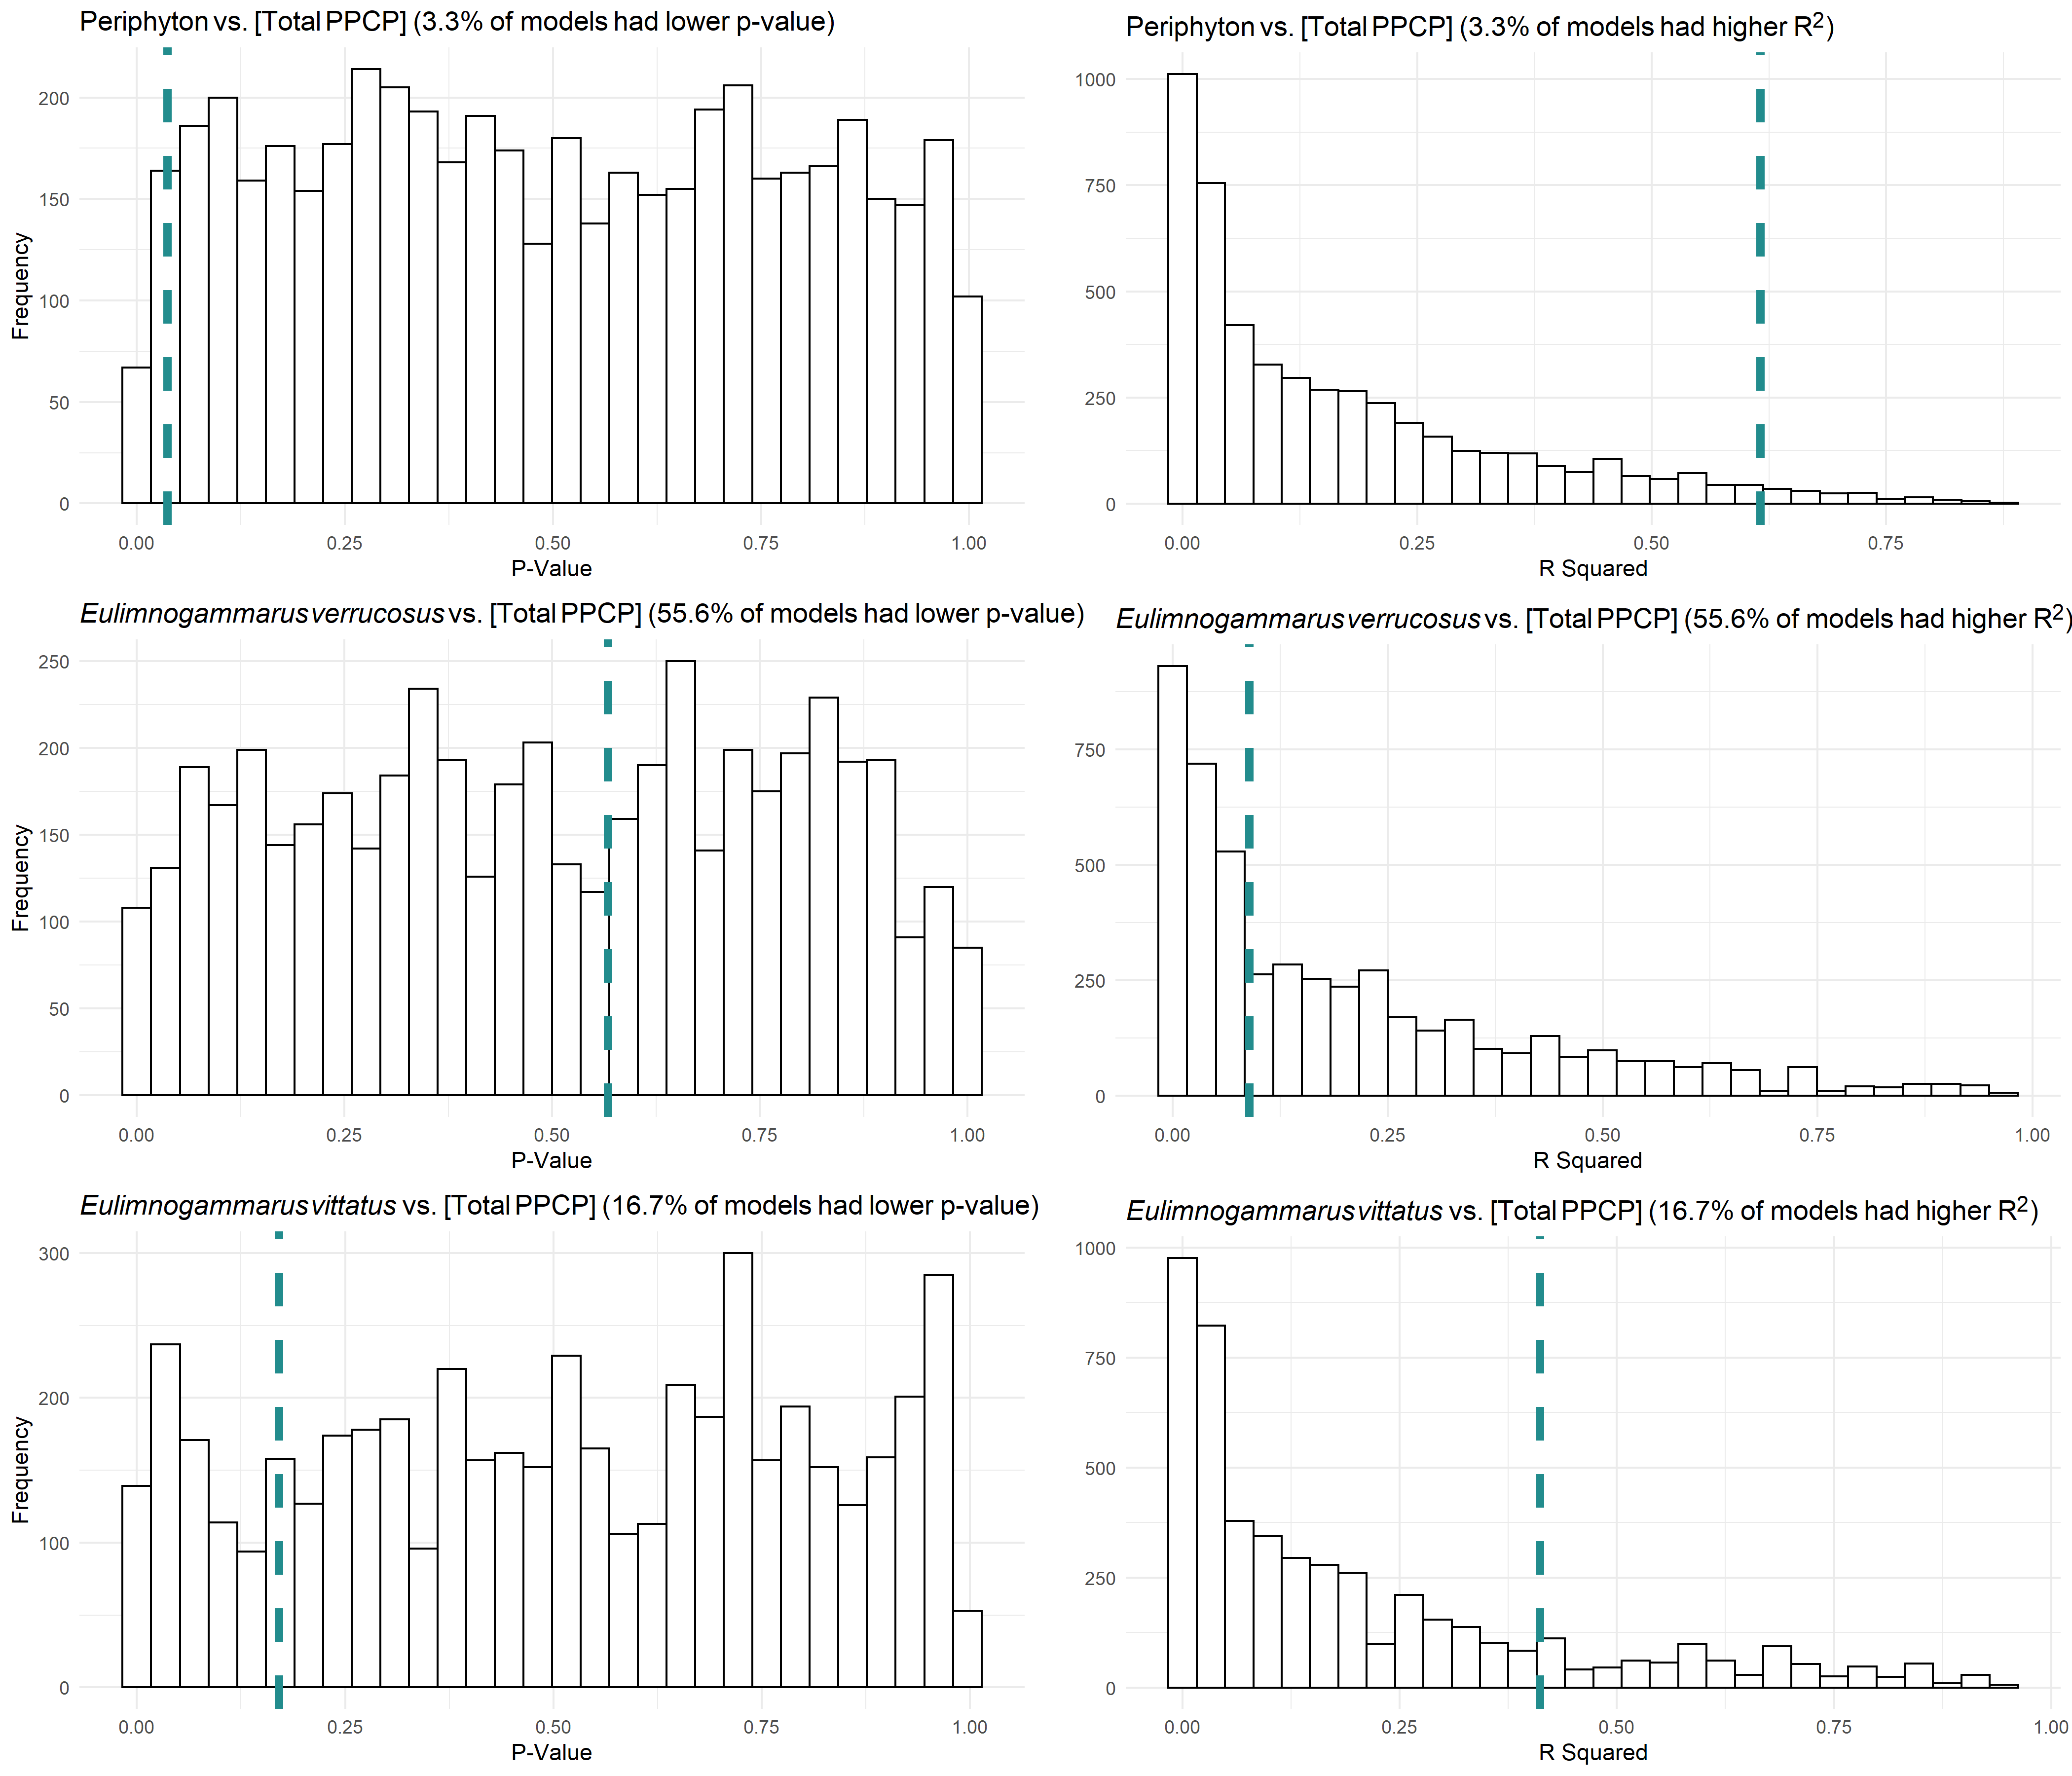 Periphyton vs. [Total PPCP] (3.3% of models had lower p-value)
Frequency
200
150
100
50
0
0.00 0.25 0.50 0.75 1.00
P-Value
Periphyton vs. [Total PPCP] (3.3% of models had higher R²)
1000
750
500
250
0
0.00 0.25 0.50 0.75
R Squared
Eulimnogammarus verrucosus vs. [Total PPCP] (55.6% of models had lower p-value)
Frequency
250
200
150
100
50
0
0.00 0.25 0.50 0.75 1.00
P-Value
Eulimnogammarus verrucosus vs. [Total PPCP] (55.6% of models had higher R²)
750
500
250
0
0.00 0.25 0.50 0.75 1.00
R Squared
Eulimnogammarus vittatus vs. [Total PPCP] (16.7% of models had lower p-value)
Frequency
300
200
100
0
0.00 0.25 0.50 0.75 1.00
P-Value
Eulimnogammarus vittatus vs. [Total PPCP] (16.7% of models had higher R²)
1000
750
500
250
0
0.00 0.25 0.50 0.75 1.00
R Squared